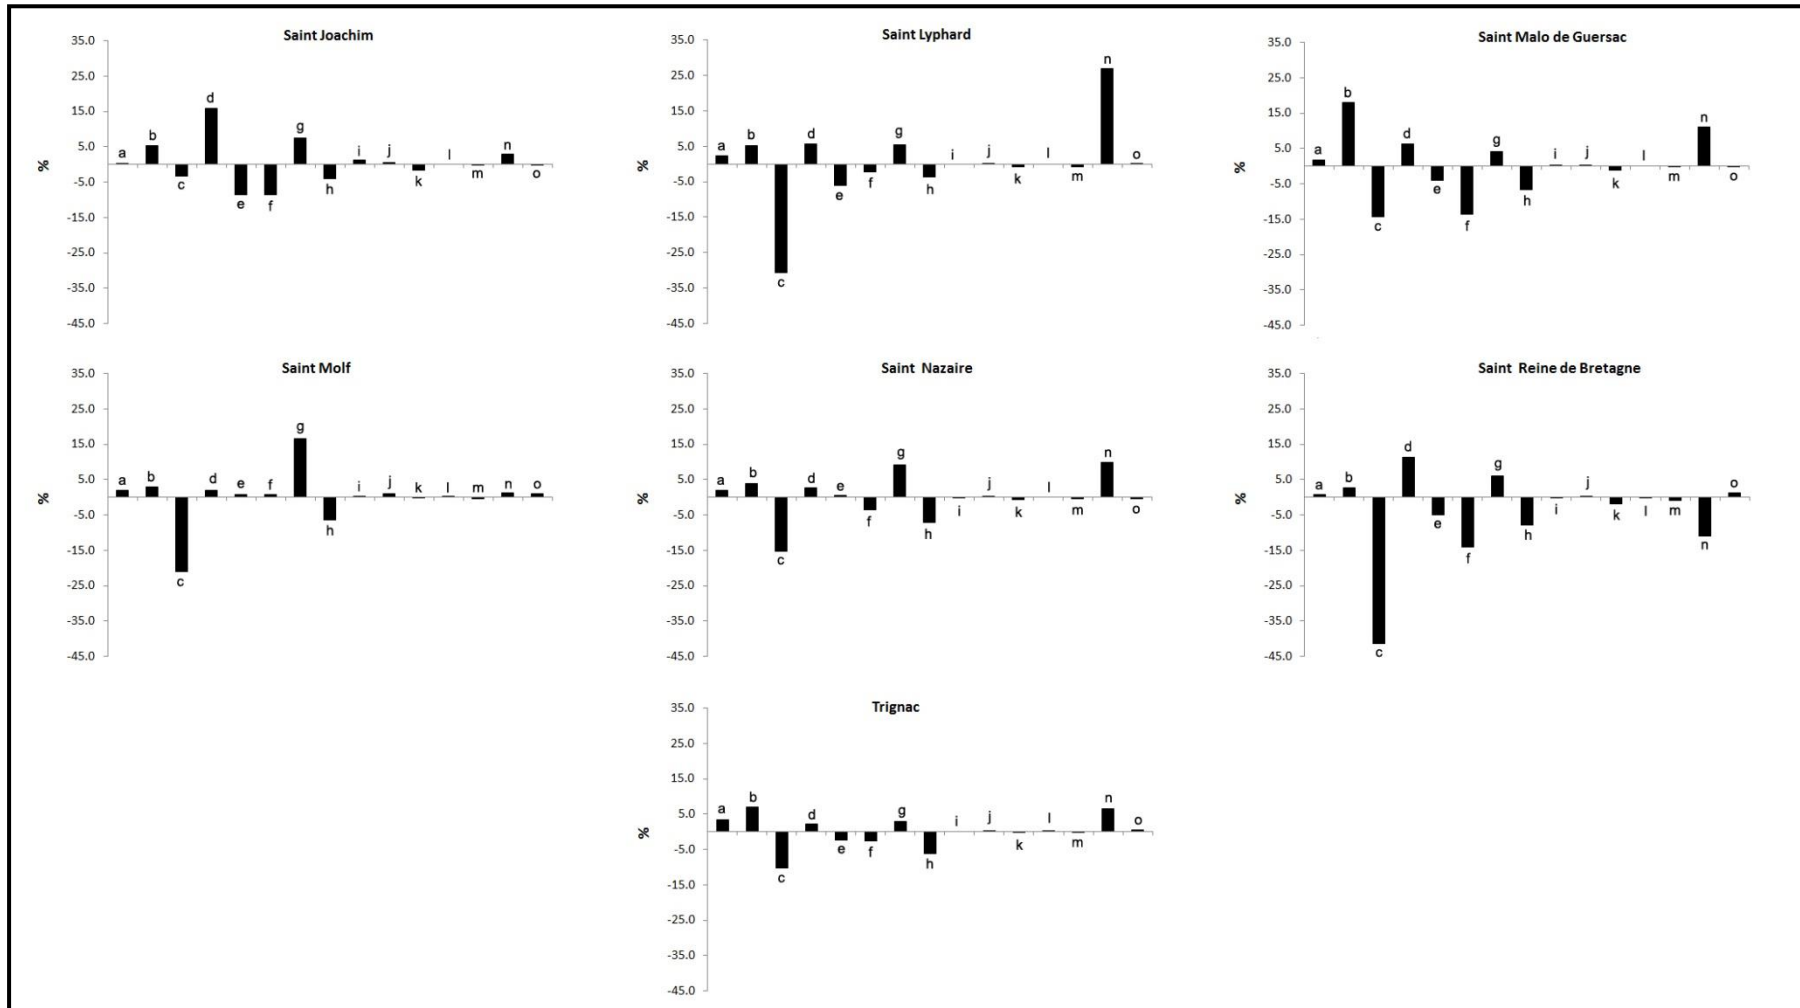 Saint Joachim
35.0
25.0
15.0
5.0
-5.0
-15.0
-25.0
-35.0
-45.0
%
a
b
c
d
e
f
g
h
i
j
k
l
m
n
o
Saint Lyphard
35.0
25.0
15.0
5.0
-5.0
-15.0
-25.0
-35.0
-45.0
%
a
b
c
d
e
f
g
h
i
j
k
l
m
n
o
Saint Malo de Guersac
35.0
25.0
15.0
5.0
-5.0
-15.0
-25.0
-35.0
-45.0
%
a
b
c
d
e
f
g
h
i
j
k
l
m
n
o
Saint Molf
35.0
25.0
15.0
5.0
-5.0
-15.0
-25.0
-35.0
-45.0
%
a
b
c
d
e
f
g
h
i
j
k
l
m
n
o
Saint Nazaire
35.0
25.0
15.0
5.0
-5.0
-15.0
-25.0
-35.0
-45.0
%
a
b
c
d
e
f
g
h
i
j
k
l
m
n
o
Saint Reine de Bretagne
35.0
25.0
15.0
5.0
-5.0
-15.0
-25.0
-35.0
-45.0
%
a
b
c
d
e
f
g
h
i
j
k
l
m
n
o
Trignac
35.0
25.0
15.0
5.0
-5.0
-15.0
-25.0
-35.0
-45.0
%
a
b
c
d
e
f
g
h
i
j
k
l
m
n
o